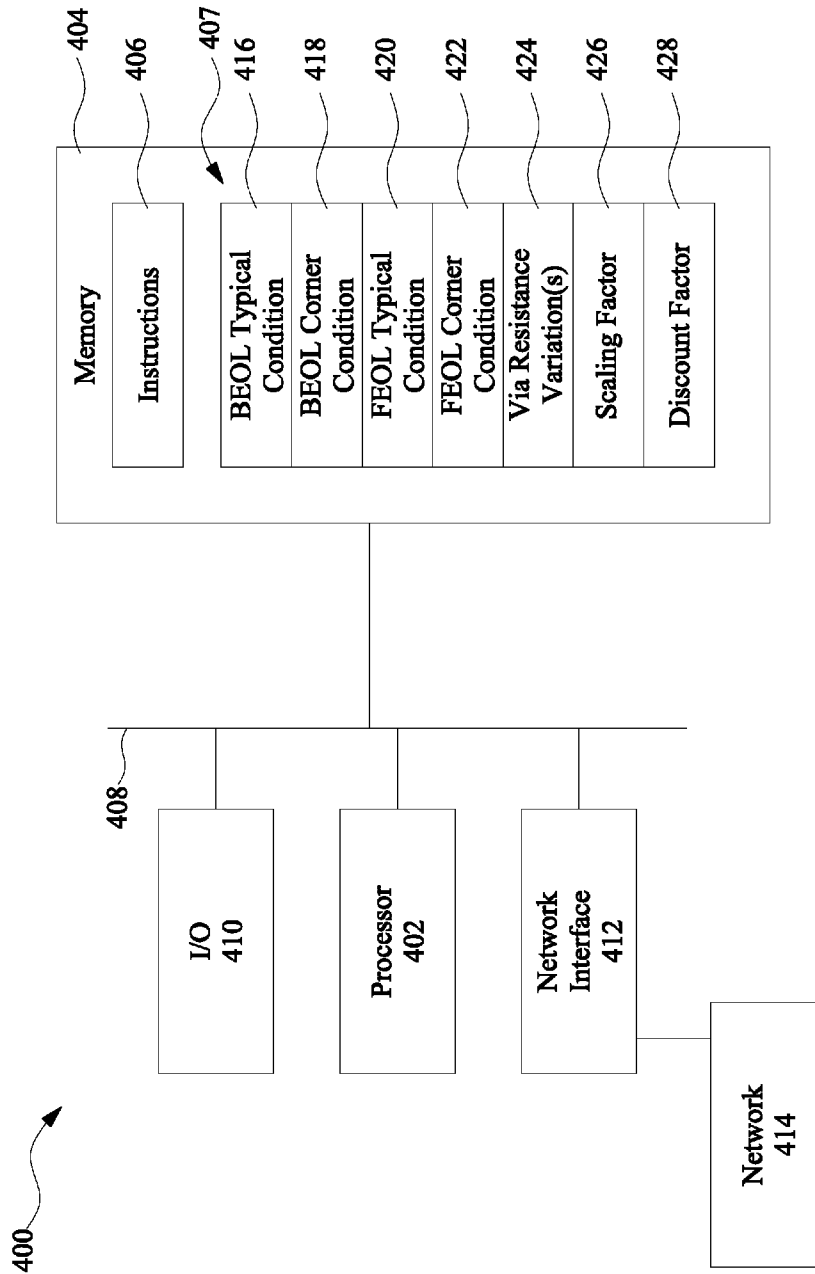 400
I/O
410
Processor
402
Network
Interface
412
Network
414
408
Memory
404
Instructions
406
407
BEOL Typical
Condition
416
BEOL Corner
Condition
418
FEOL Typical
Condition
420
FEOL Corner
Condition
422
Via Resistance
Variation(s)
424
Scaling Factor
426
Discount Factor
428